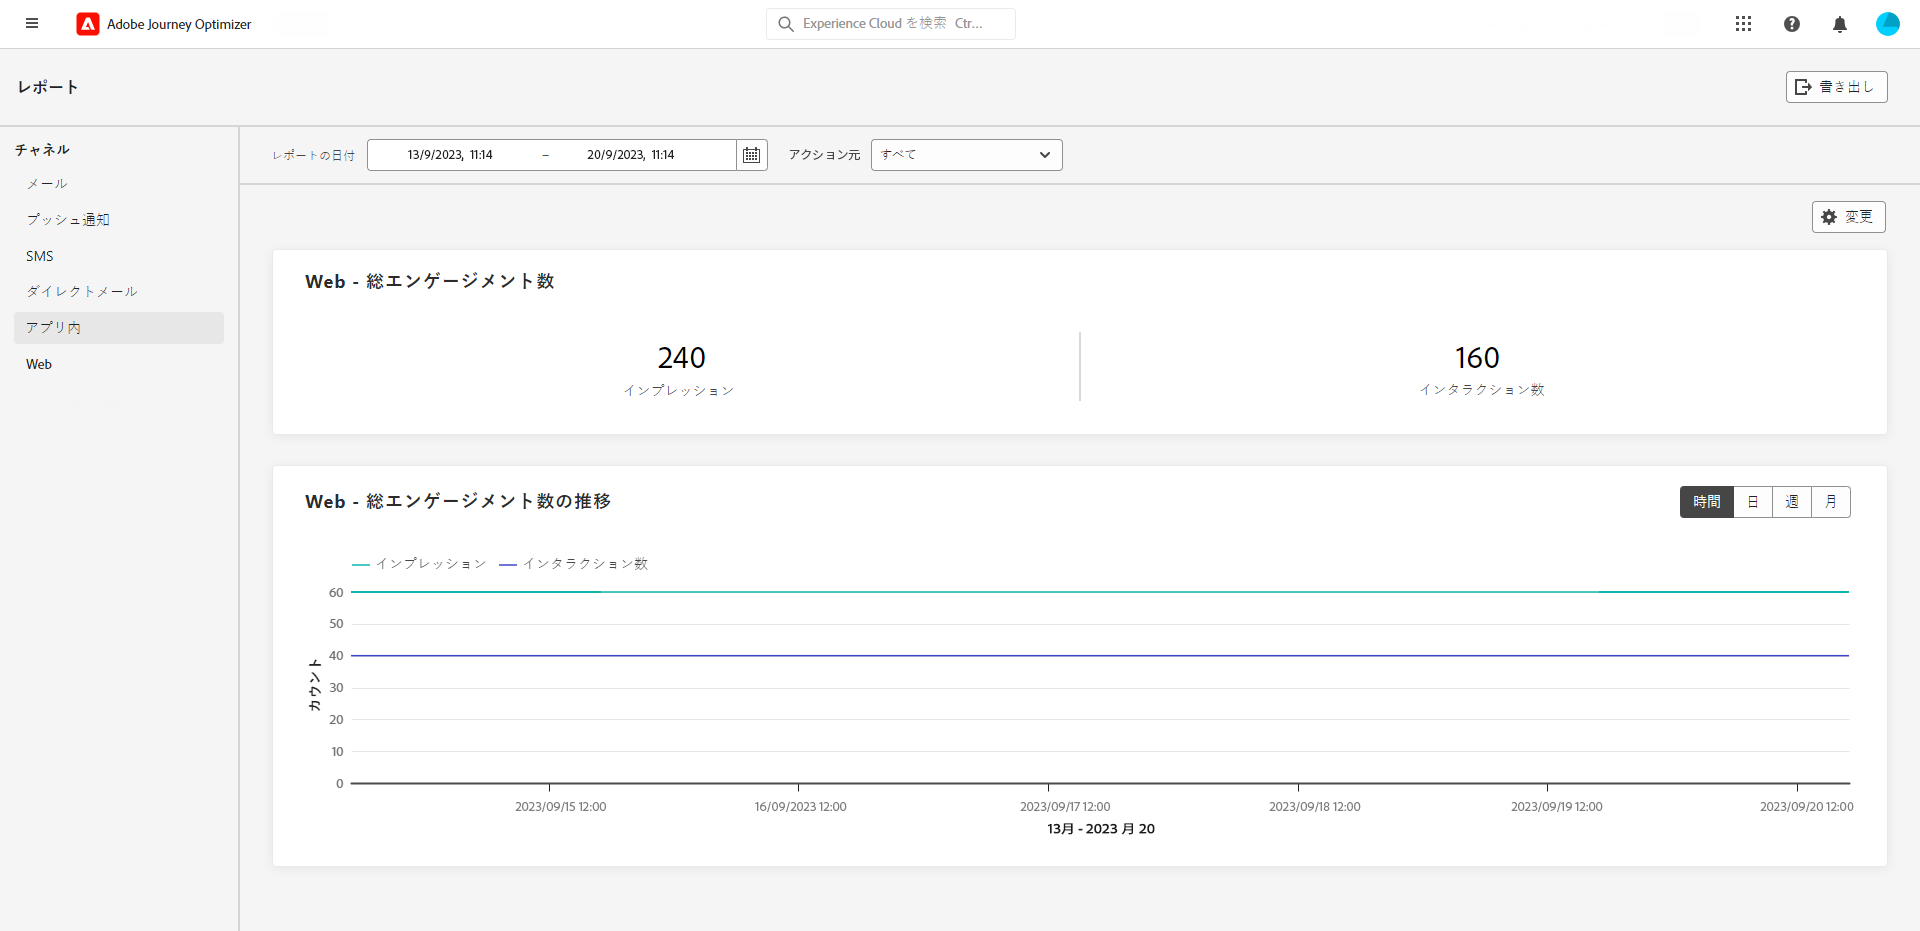 Adobe Journey Optimizer
Experience Cloud を検索 Ctr...
レポート
書き出し
チャネル
メール
プッシュ通知
SMS
ダイレクトメール
アプリ内
Web
レポートの日付 13/9/2023, 11:14 – 20/9/2023, 11:14 アクション元 すべて
変更
Web - 総エンゲージメント数
240
インプレッション
160
インタラクション数
Web - 総エンゲージメント数の推移
時間 日 週 月
インプレッション インタラクション数
60
50
40
30
20
10
0
カウント
2023/09/15 12:00 16/09/2023 12:00 2023/09/17 12:00 2023/09/18 12:00 2023/09/19 12:00 2023/09/20 12:00
13月 - 2023 月 20